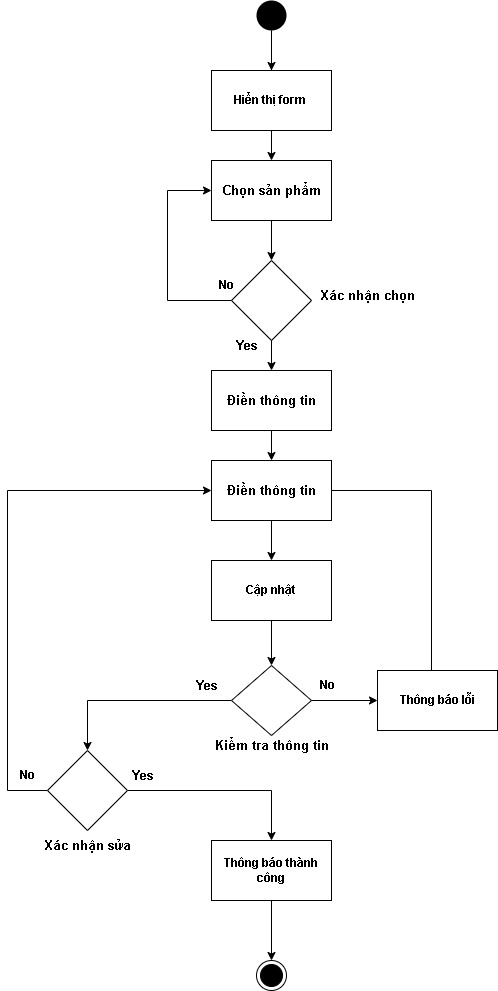 Hiển thị form
Chọn sản phẩm
No
Xác nhận chọn
Yes
Điền thông tin
Điền thông tin
Cập nhật
Yes
No
Thông báo lỗi
Kiểm tra thông tin
No
Yes
Xác nhận sửa
Thông báo thành
công